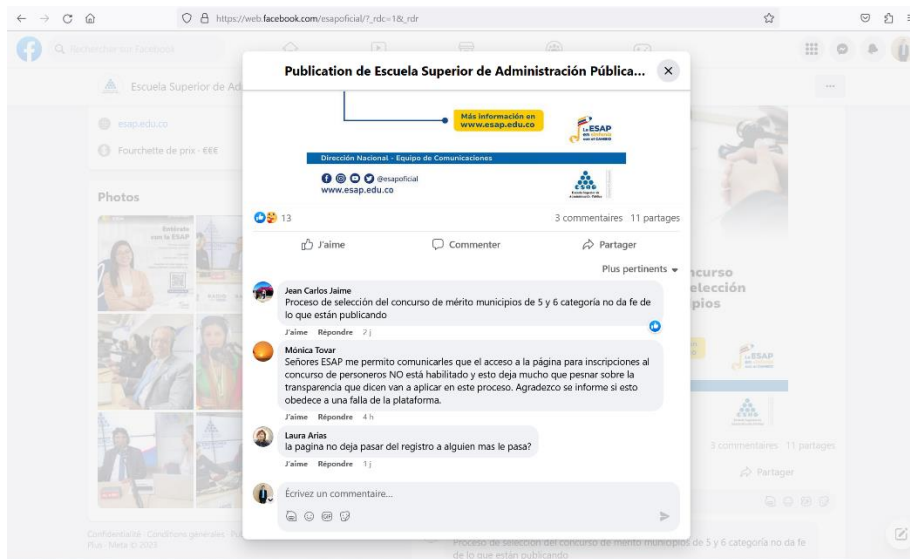 https://web.facebook.com/esapoficial/?_rdc=1&_rdr
Rechercher sur Facebook
Escuela Superior de Ad
esap.edu.co
Fourchette de prix · €€€
Photos
Publication de Escuela Superior de Administración Pública...
Más información en
www.esap.edu.co
Dirección Nacional - Equipo de Comunicaciones
@esapoficial
www.esap.edu.co
13
3 commentaires 11 partages
J'aime
Commenter
Partager
Plus pertinents
Jean Carlos Jaime
Proceso de selección del concurso de mérito municipios de 5 y 6 categoría no da fe de
lo que están publicando
J'aime Répondre 2 j
Mónica Tovar
Señores ESAP me permito comunicarles que el acceso a la página para inscripciones al
concurso de personeros NO está habilitado y esto deja mucho que pesnar sobre la
transparencia que dicen van a aplicar en este proceso. Agradezco se informe si esto
obedece a una falla de la plataforma.
J'aime Répondre 4 h
Laura Arias
la pagina no deja pasar del registro a alguien mas le pasa?
J'aime Répondre 1 j
Écrivez un commentaire...
ncurso
elección
pios
3 commentaires 11 partages
Partager
Confidentialité · Conditions générales
Plus · Meta © 2023
Proceso de selección del concurso de mérito municipios de 5 y 6 categoría no da fe
de lo que están publicando